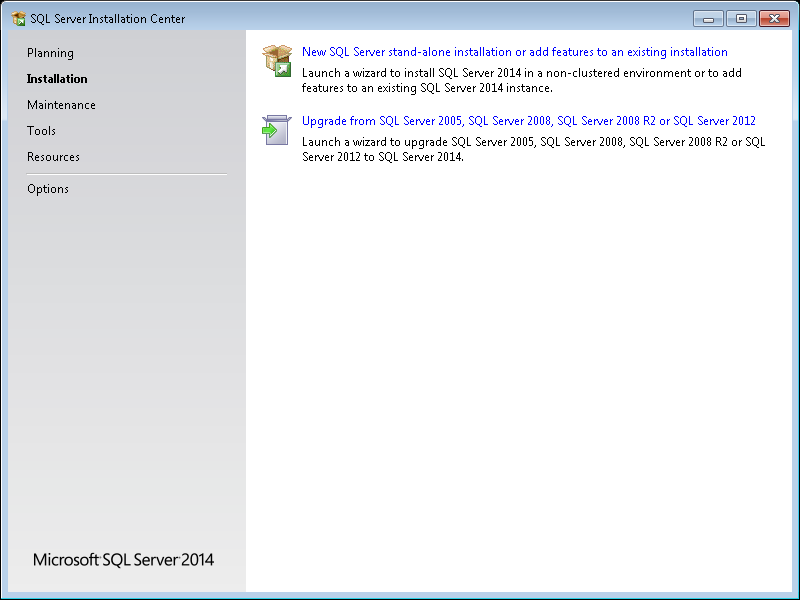 SQL Server Installation Center
Planning
Installation
Maintenance
Tools
Resources
Options
New SQL Server stand-alone installation or add features to an existing installation
Launch a wizard to install SQL Server 2014 in a non-clustered environment or to add
features to an existing SQL Server 2014 instance.
Upgrade from SQL Server 2005, SQL Server 2008, SQL Server 2008 R2 or SQL Server 2012
Launch a wizard to upgrade SQL Server 2005, SQL Server 2008, SQL Server 2008 R2 or SQL
Server 2012 to SQL Server 2014.
Microsoft SQL Server 2014